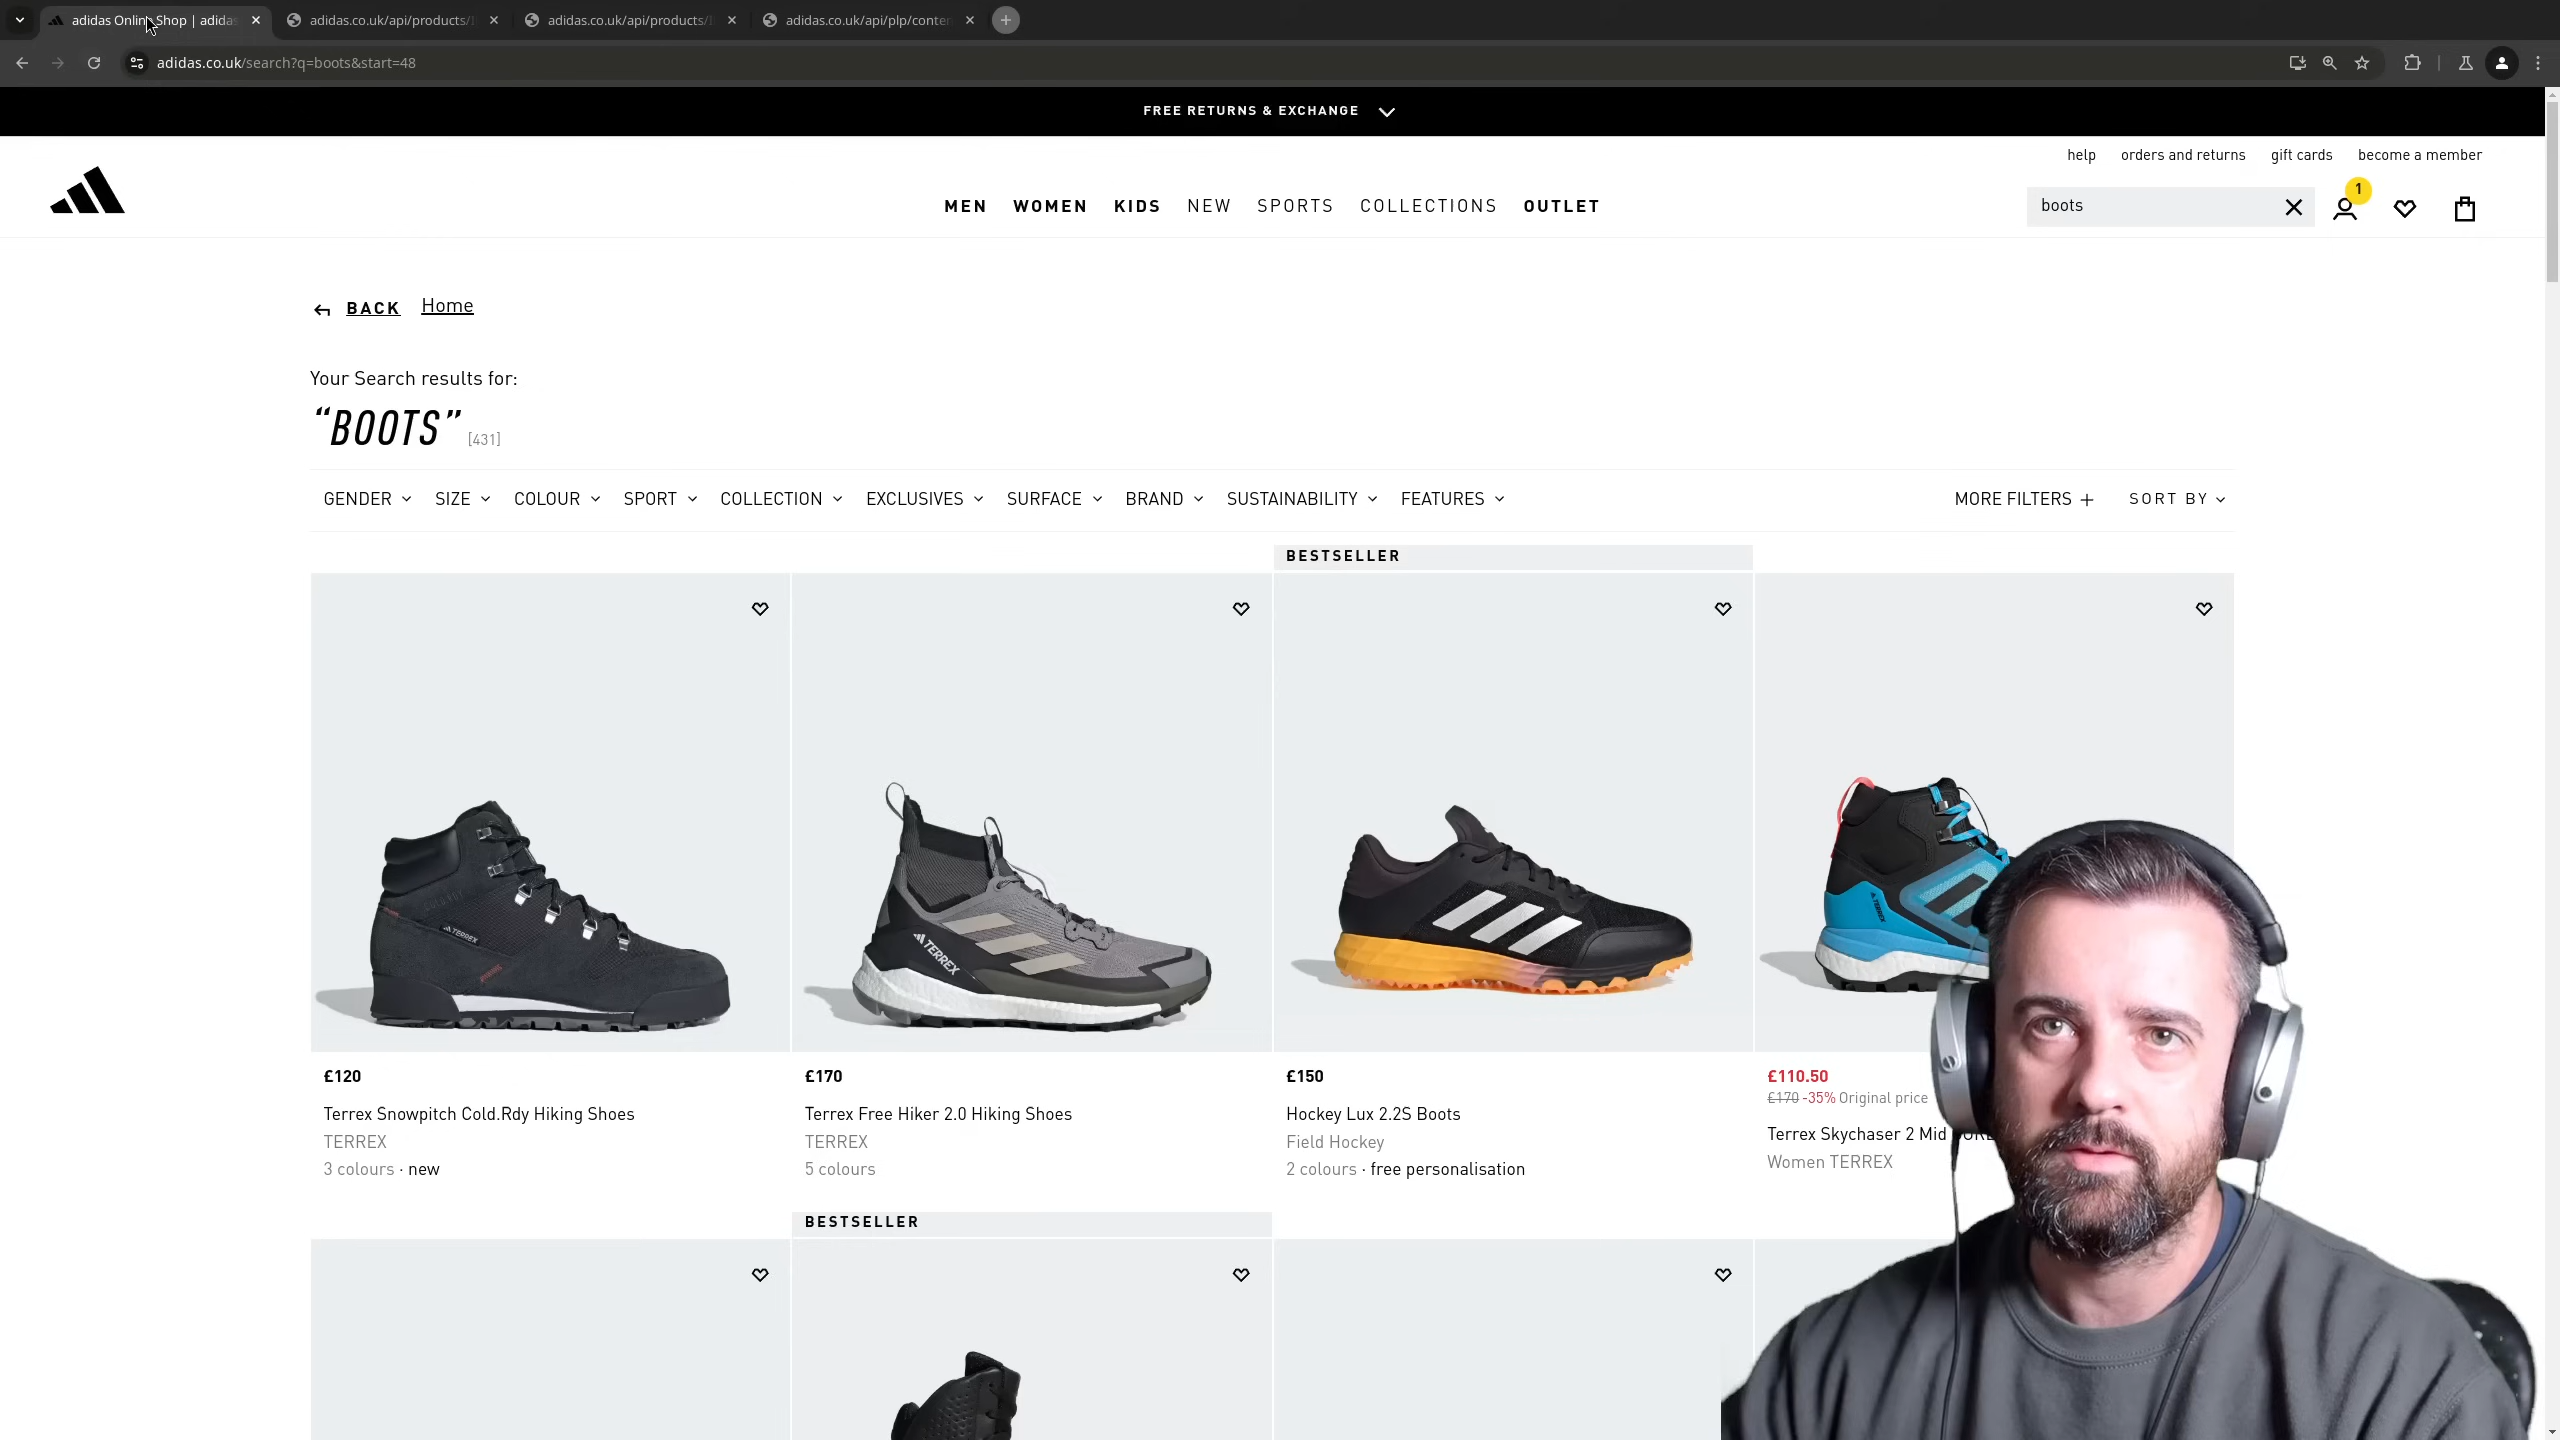 adidas Online Shop | adidas
adidas.co.uk/api/products/
adidas.co.uk/api/products/
adidas.co.uk/api/plp/conten
adidas.co.uk/search?q=boots&start=48
FREE RETURNS & EXCHANGE
help orders and returns gift cards become a member
MEN WOMEN KIDS NEW SPORTS COLLECTIONS OUTLET
boots
1
BACK Home
Your Search results for:
“BOOTS” [431]
GENDER SIZE COLOUR SPORT COLLECTION EXCLUSIVES SURFACE BRAND SUSTAINABILITY FEATURES MORE FILTERS + SORT BY
BESTSELLER
TERREX
TERREX
TERREX
£120
Terrex Snowpitch Cold.Rdy Hiking Shoes
TERREX
3 colours · new
£170
Terrex Free Hiker 2.0 Hiking Shoes
TERREX
5 colours
£150
Hockey Lux 2.2S Boots
Field Hockey
2 colours · free personalisation
£110.50
£170 -35% Original price
Terrex Skychaser 2 Mid
Women TERREX
BESTSELLER